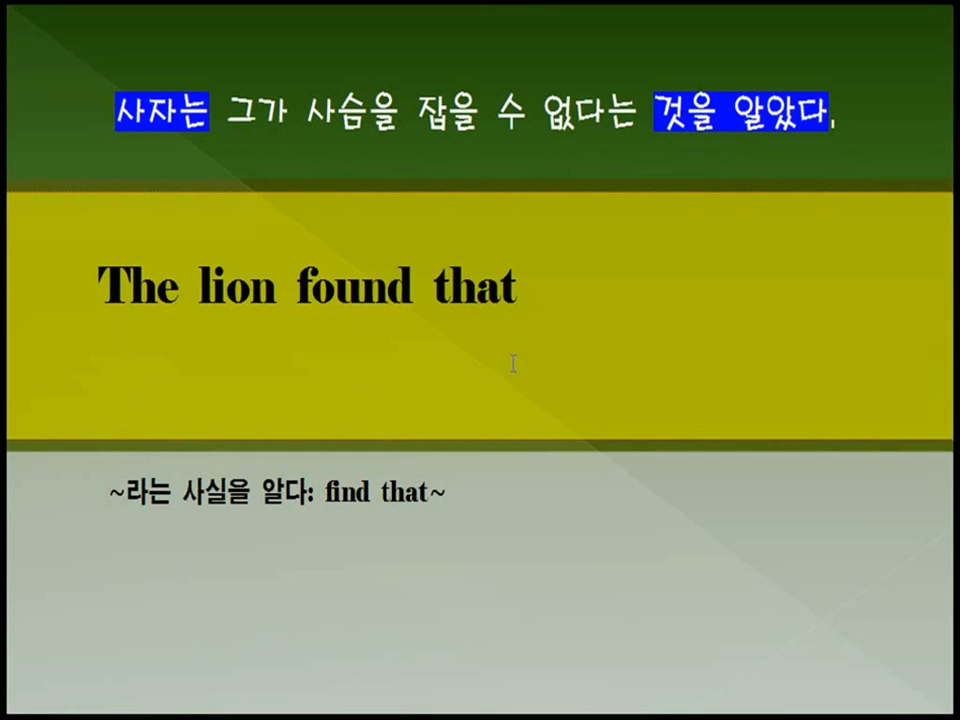 사자는 그가 사슴을 잡을 수 없다는 것을 알았다.
The lion found that
~라는 사실을 알다: find that~